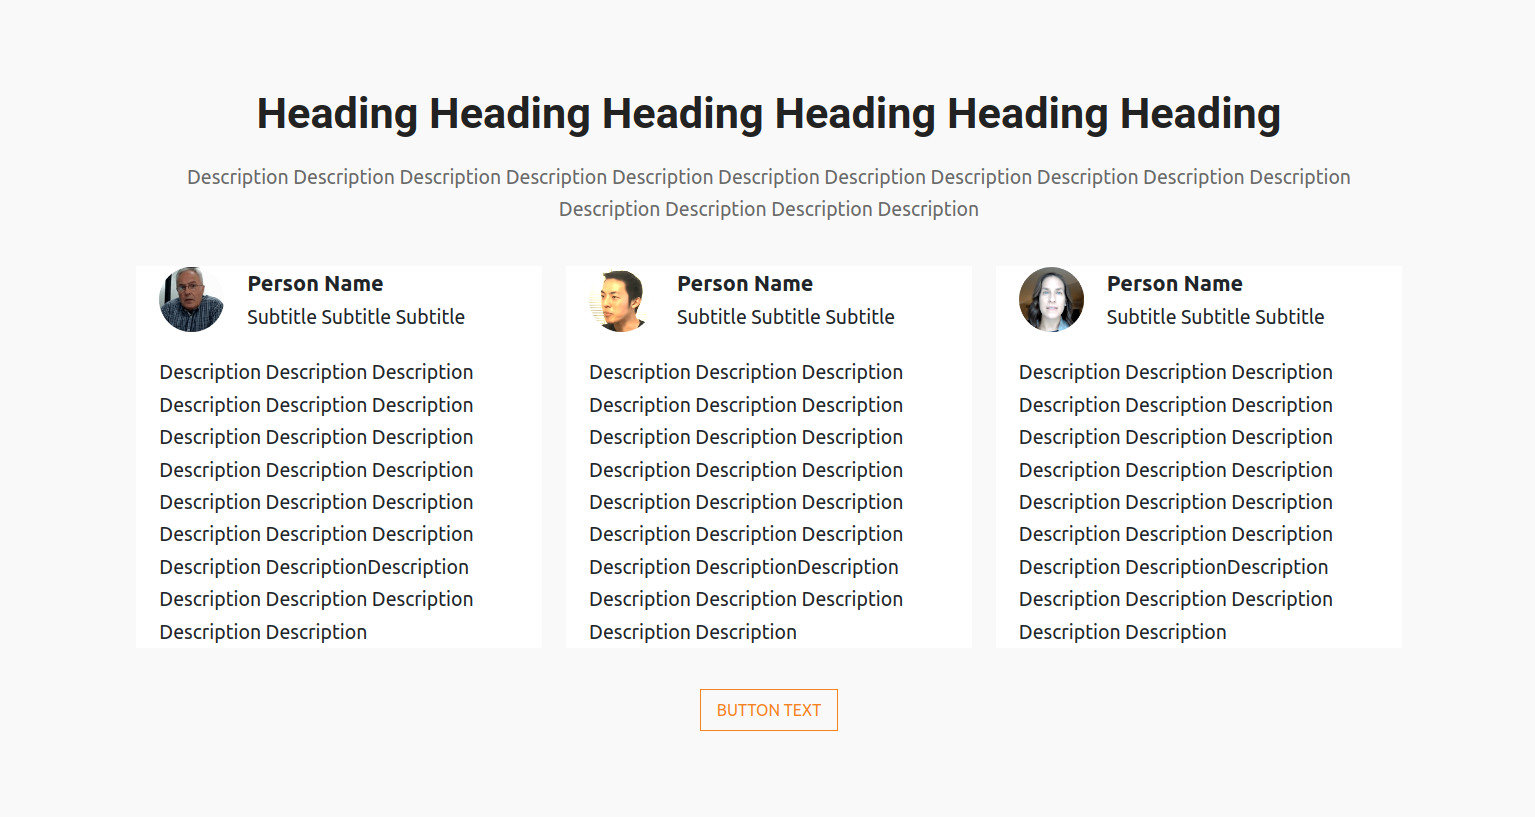 Heading Heading Heading Heading Heading Heading
Description Description Description Description Description Description Description Description Description Description Description
Description Description Description Description
Person Name
Subtitle Subtitle Subtitle
Description Description Description
Description Description Description
Description Description Description
Description Description Description
Description Description Description
Description Description Description
Description DescriptionDescription
Description Description Description
Description Description
Person Name
Subtitle Subtitle Subtitle
Description Description Description
Description Description Description
Description Description Description
Description Description Description
Description Description Description
Description Description Description
Description DescriptionDescription
Description Description Description
Description Description
Person Name
Subtitle Subtitle Subtitle
Description Description Description
Description Description Description
Description Description Description
Description Description Description
Description Description Description
Description Description Description
Description DescriptionDescription
Description Description Description
Description Description
BUTTON TEXT